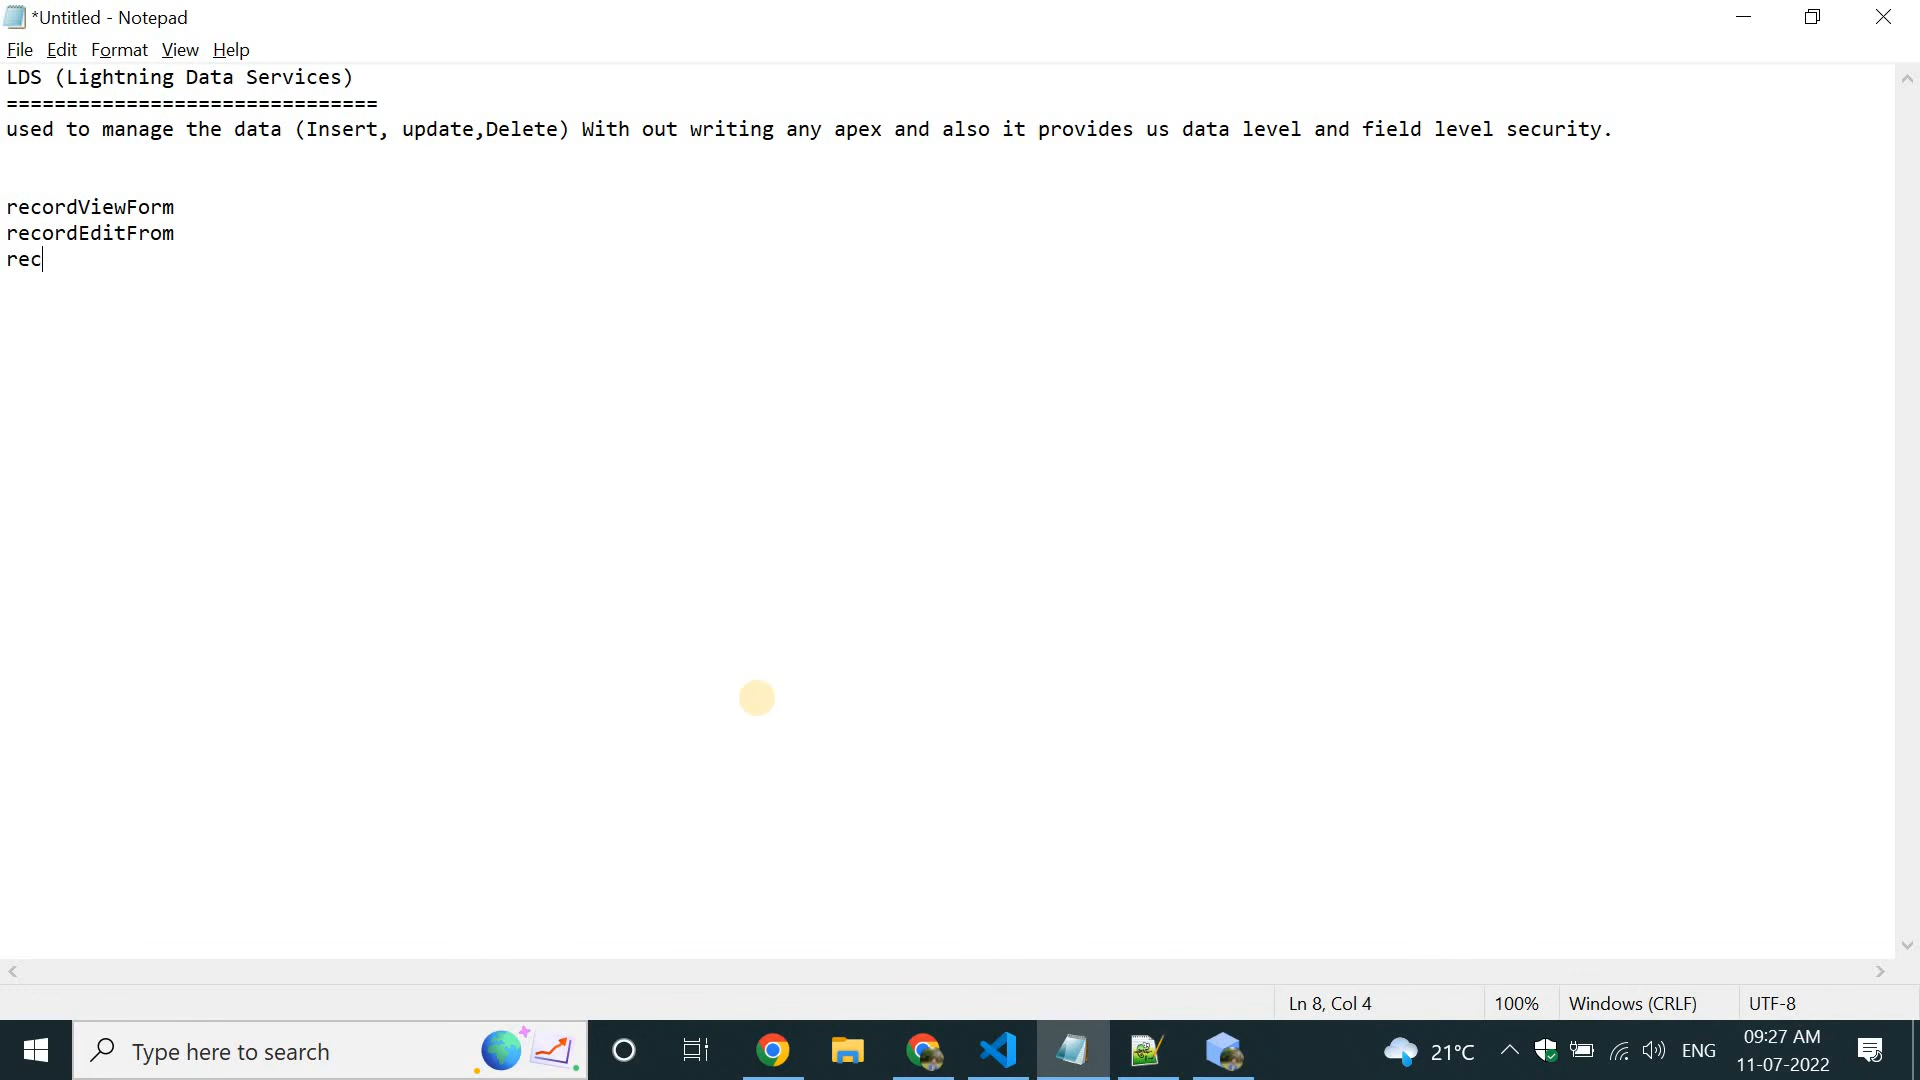 *Untitled - Notepad
File Edit Format View Help
LDS (Lightning Data Services)
===============================
used to manage the data (Insert, update,Delete) With out writing any apex and also it provides us data level and field level security.
recordViewForm
recordEditFrom
rec
Ln 8, Col 4 100% Windows (CRLF) UTF-8
Type here to search
21°C
ENG
09:27 AM
11-07-2022